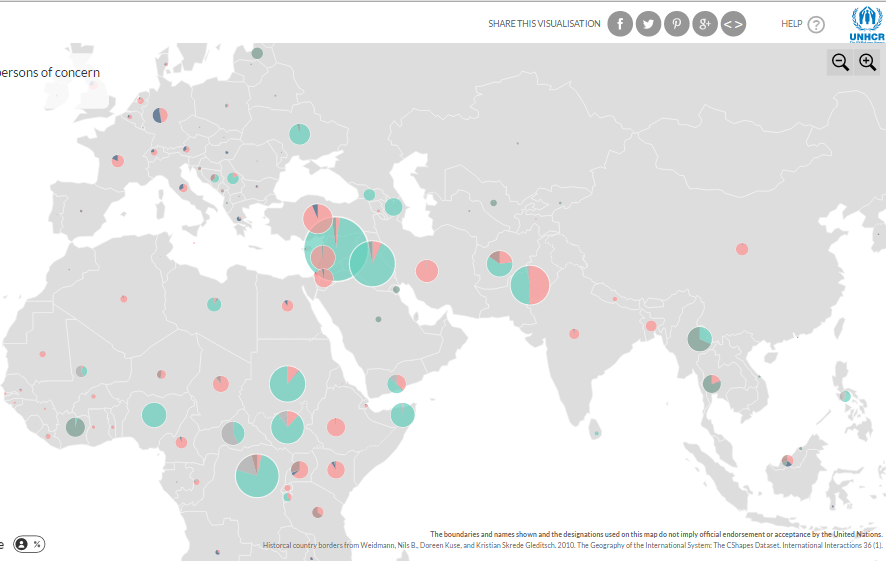 SHARE THIS VISUALISATION
f
g+
< >
HELP ?
UNHCR
ersons of concern
e
%
The boundaries and names shown and the designations used on this map do not imply official endorsement or acceptance by the United Nations.
Historcal country borders from Weidmann, Nils B., Doreen Kuse, and Kristian Skrede Gleditsch. 2010. The Geography of the International System: The CShapes Dataset. International Interactions 36 (1).